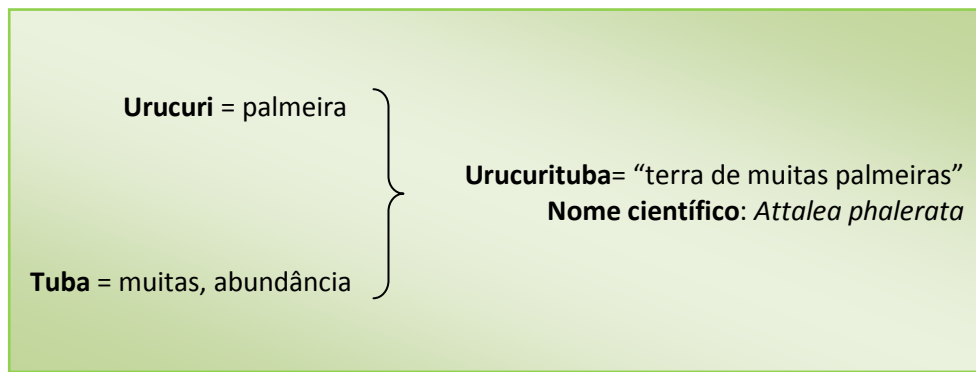 Urucuri = palmeira
Tuba = muitas, abundância
Urucurituba= “terra de muitas palmeiras”
Nome científico: Attalea phalerata